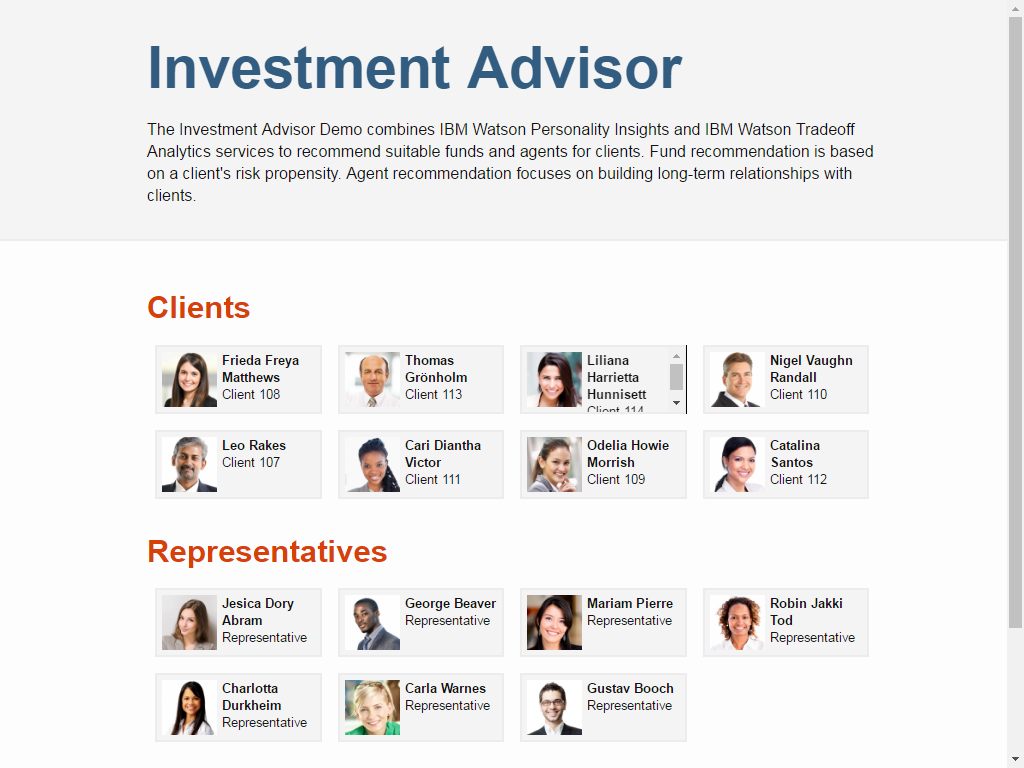 Investment Advisor
The Investment Advisor Demo combines IBM Watson Personality Insights and IBM Watson Tradeoff
Analytics services to recommend suitable funds and agents for clients. Fund recommendation is based
on a client's risk propensity. Agent recommendation focuses on building long-term relationships with
clients.
Clients
Frieda Freya
Matthews
Client 108
Thomas
Grönholm
Client 113
Liliana
Harrietta
Hunnisett
Client 114
Nigel Vaughn
Randall
Client 110
Leo Rakes
Client 107
Cari Diantha
Victor
Client 111
Odelia Howie
Morrish
Client 109
Catalina
Santos
Client 112
Representatives
Jesica Dory
Abram
Representative
George Beaver
Representative
Mariam Pierre
Representative
Robin Jakki
Tod
Representative
Charlotta
Durkheim
Representative
Carla Warnes
Representative
Gustav Booch
Representative